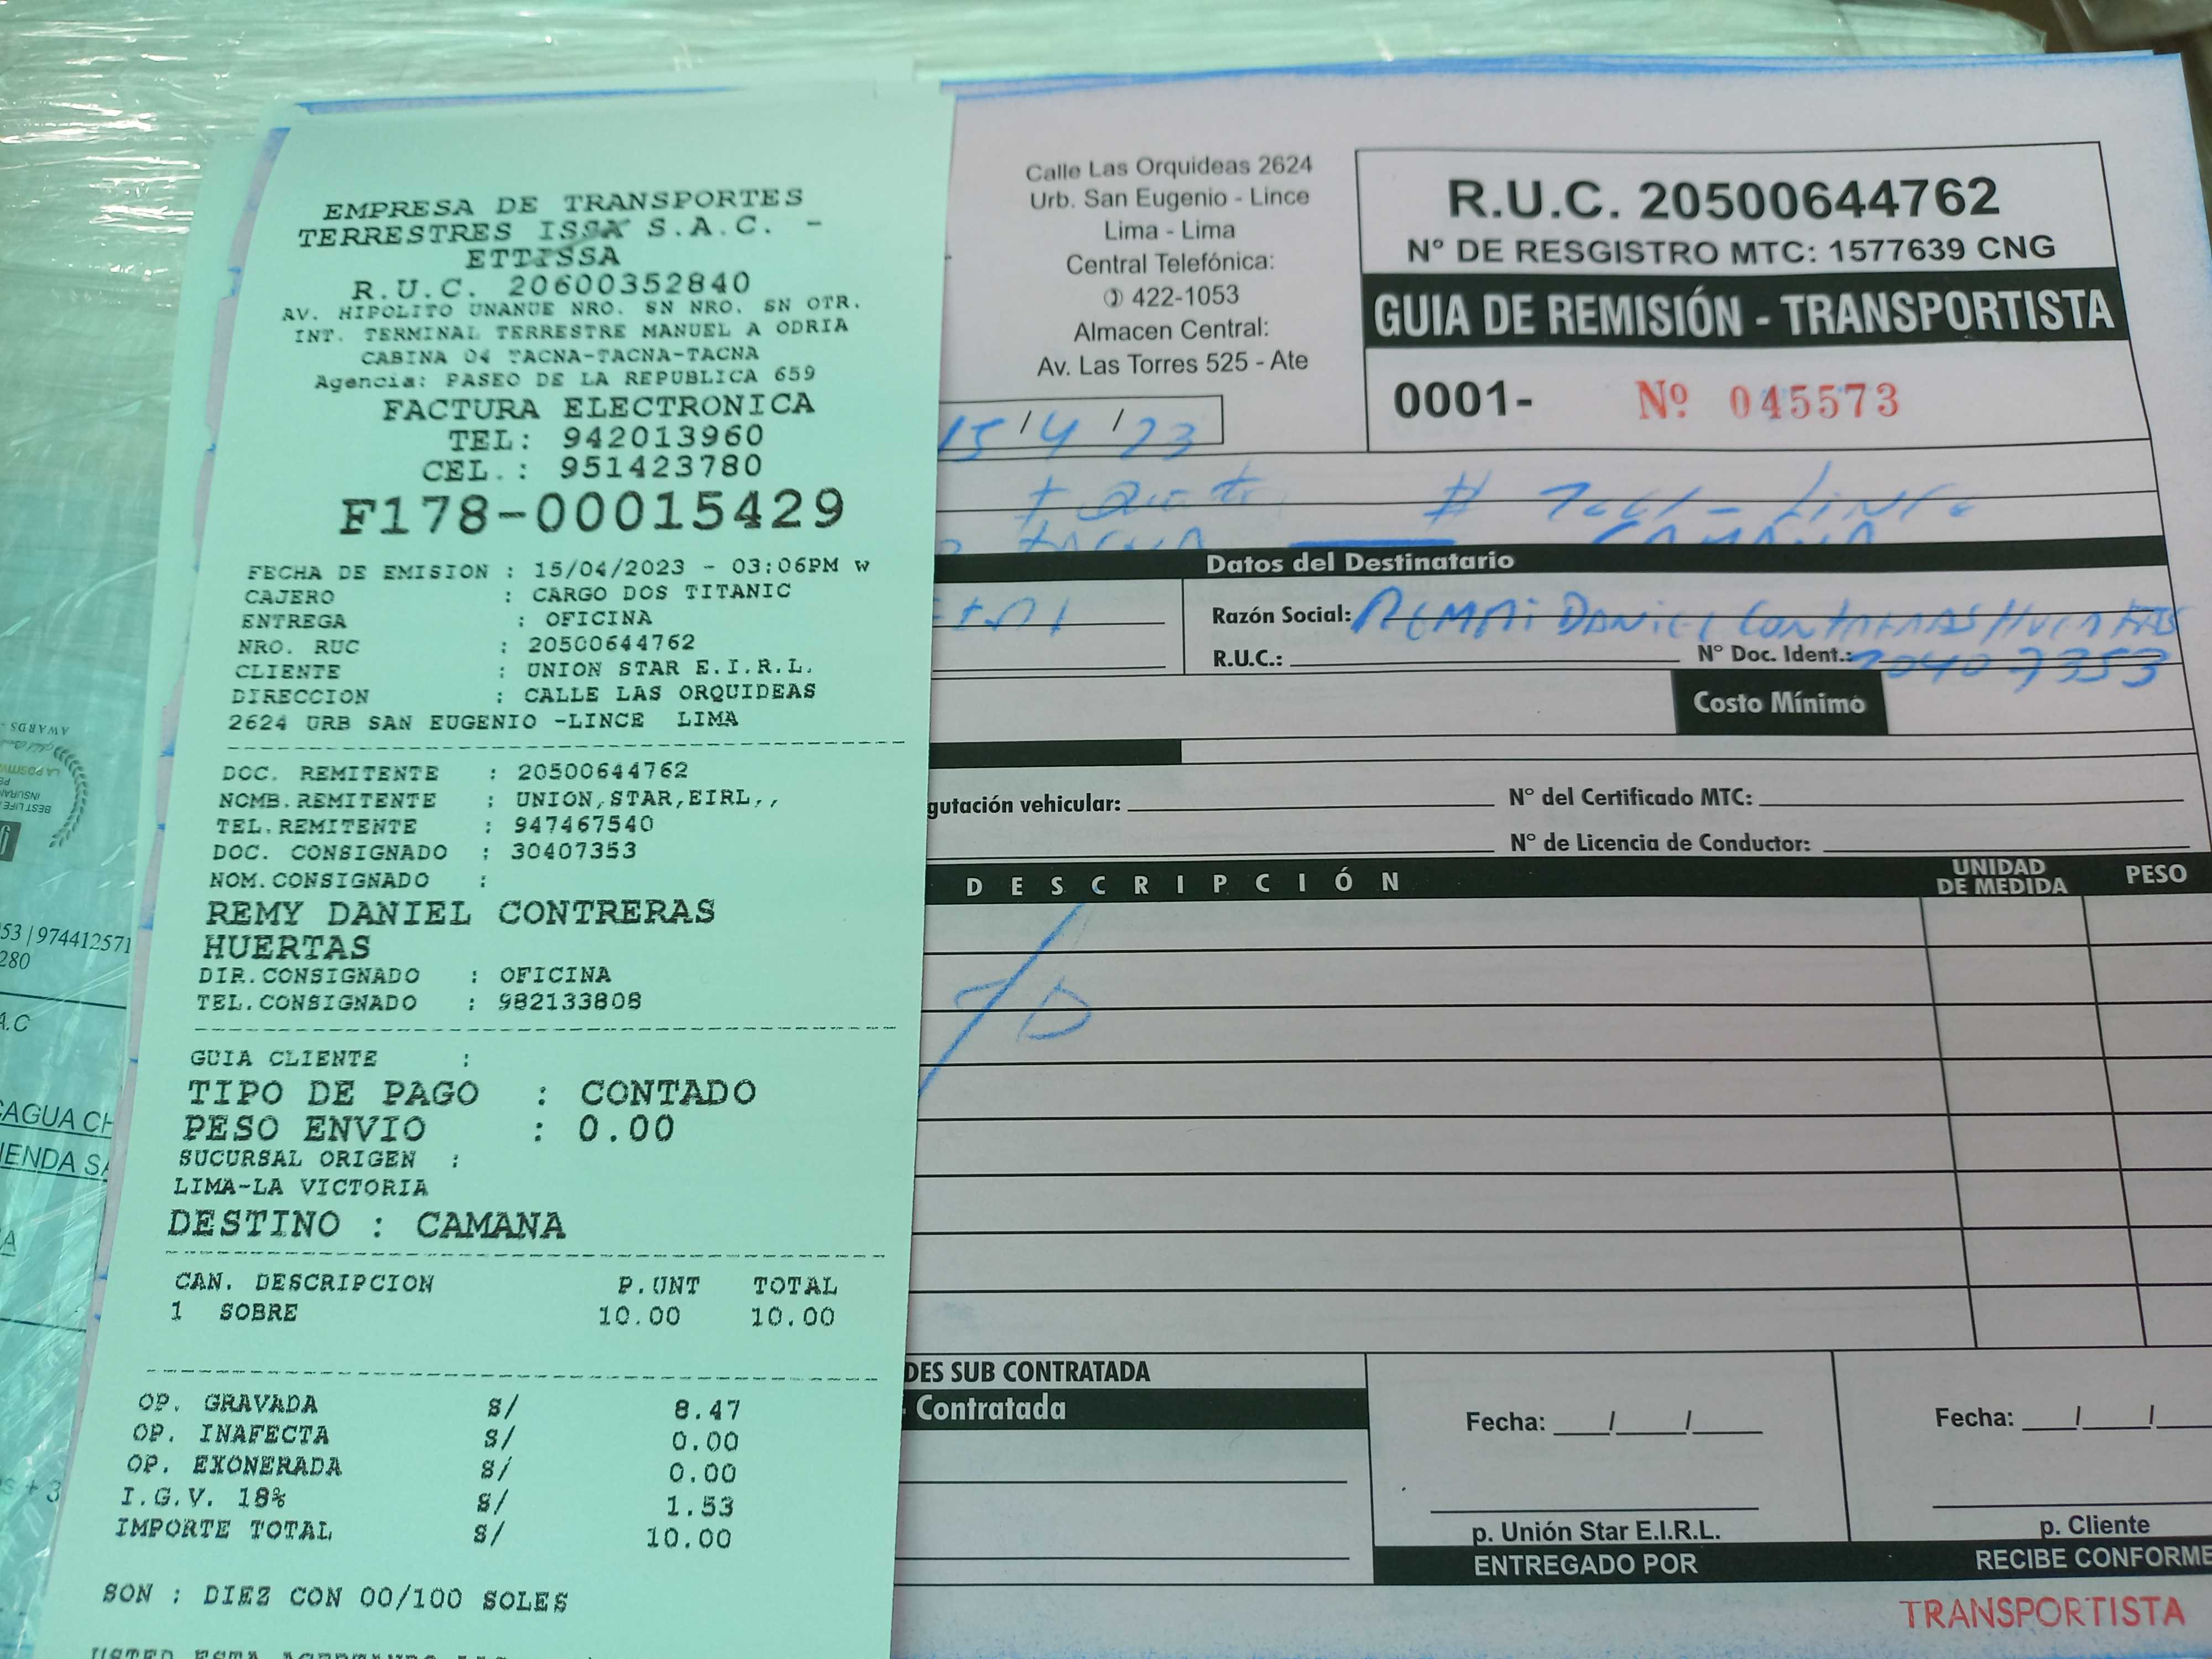 EMPRESA DE TRANSPORTES
TERRESTRES ISSA S.A.C. -
ETTISSA
R.U.C. 20600352840
AV. HIPOLITO UNANUE NRO. SN NRO. SN OTR.
INT. TERMINAL TERRESTRE MANUEL A ODRIA
CABINA 04 TACNA-TACNA-TACNA
Agencia: PASEO DE LA REPUBLICA 659
FACTURA ELECTRONICA
TEL: 942013960
CEL.: 951423780
F178-00015429
FECHA DE EMISION : 15/04/2023 - 03:06PM w
CAJERO : CARGO DOS TITANIC
ENTREGA : OFICINA
NRO. RUC : 20500644762
CLIENTE : UNION STAR E.I.R.L.
DIRECCION : CALLE LAS ORQUIDEAS
2624 URB SAN EUGENIO -LINCE LIMA
DOC. REMITENTE : 20500644762
NOMB.REMITENTE : UNION,STAR,EIRL,,
TEL.REMITENTE : 947467540
DOC. CONSIGNADO : 30407353
NOM.CONSIGNADO :
REMY DANIEL CONTRERAS
HUERTAS
DIR.CONSIGNADO : OFICINA
TEL.CONSIGNADO : 982133808
GUIA CLIENTE :
TIPO DE PAGO : CONTADO
PESO ENVIO : 0.00
SUCURSAL ORIGEN :
LIMA-LA VICTORIA
DESTINO : CAMANA
CAN. DESCRIPCION P.UNT TOTAL
1 SOBRE 10.00 10.00
OP. GRAVADA S/ 8.47
OP. INAFECTA S/ 0.00
OP. EXONERADA S/ 0.00
I.G.V. 18% S/ 1.53
IMPORTE TOTAL S/ 10.00
SON : DIEZ CON 00/100 SOLES
Calle Las Orquideas 2624
Urb. San Eugenio - Lince
Lima - Lima
Central Telefónica:
422-1053
Almacen Central:
Av. Las Torres 525 - Ate
R.U.C. 20500644762
N° DE RESGISTRO MTC: 1577639 CNG
GUIA DE REMISIÓN - TRANSPORTISTA
0001- Nº 045573
15/4/23
Datos del Destinatario
Razón Social:
R.U.C.: N° Doc. Ident.:
Costo Mínimo
gutación vehicular: N° del Certificado MTC:
N° de Licencia de Conductor:
DESCRIPCIÓN UNIDAD DE MEDIDA PESO
DES SUB CONTRATADA
Contratada
Fecha: / / Fecha: / /
p. Unión Star E.I.R.L. p. Cliente
ENTREGADO POR RECIBE CONFORME
TRANSPORTISTA
53 | 974412571
280
A.C